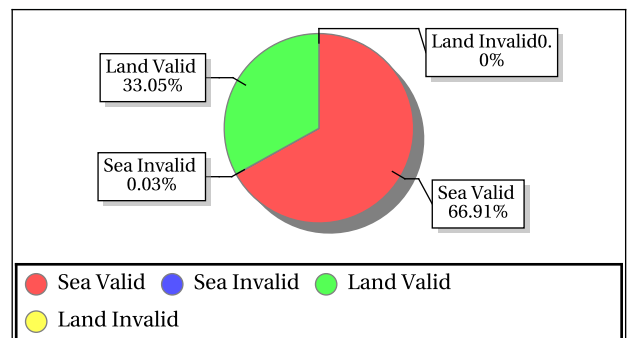 Land Invalid0.
0%
Land Valid
33.05%
Sea Invalid
0.03%
Sea Valid
66.91%
Sea Valid
Sea Invalid
Land Valid
Land Invalid